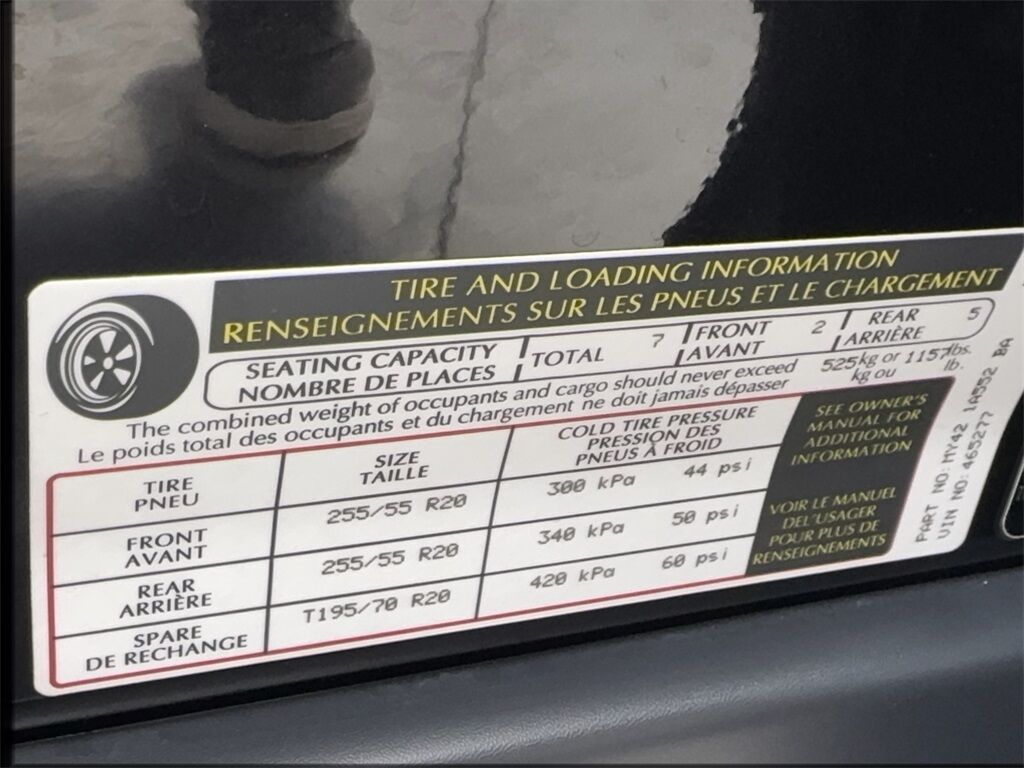 TIRE AND LOADING INFORMATION
RENSEIGNEMENTS SUR LES PNEUS ET LE CHARGEMENT
SEATING CAPACITY
NOMBRE DE PLACES
TOTAL 7
FRONT
AVANT
2
REAR
ARRIÈRE
5
The combined weight of occupants and cargo should never exceed 525kg or 1157lbs.
Le poids total des occupants et du chargement ne doit jamais dépasser kg ou lb.
TIRE
PNEU
SIZE
TAILLE
COLD TIRE PRESSURE
PRESSION DES
PNEUS À FROID
FRONT
AVANT
255/55 R20
300 kPa 44 psi
REAR
ARRIÈRE
255/55 R20
340 kPa 50 psi
SPARE
DE RECHANGE
T195/70 R20
420 kPa 60 psi
SEE OWNER'S
MANUAL FOR
ADDITIONAL
INFORMATION
VOIR LE MANUEL
DEL'USAGER
POUR PLUS DE
RENSEIGNEMENTS
PART NO: MY42 1A552 BA
VIN NO: 465277